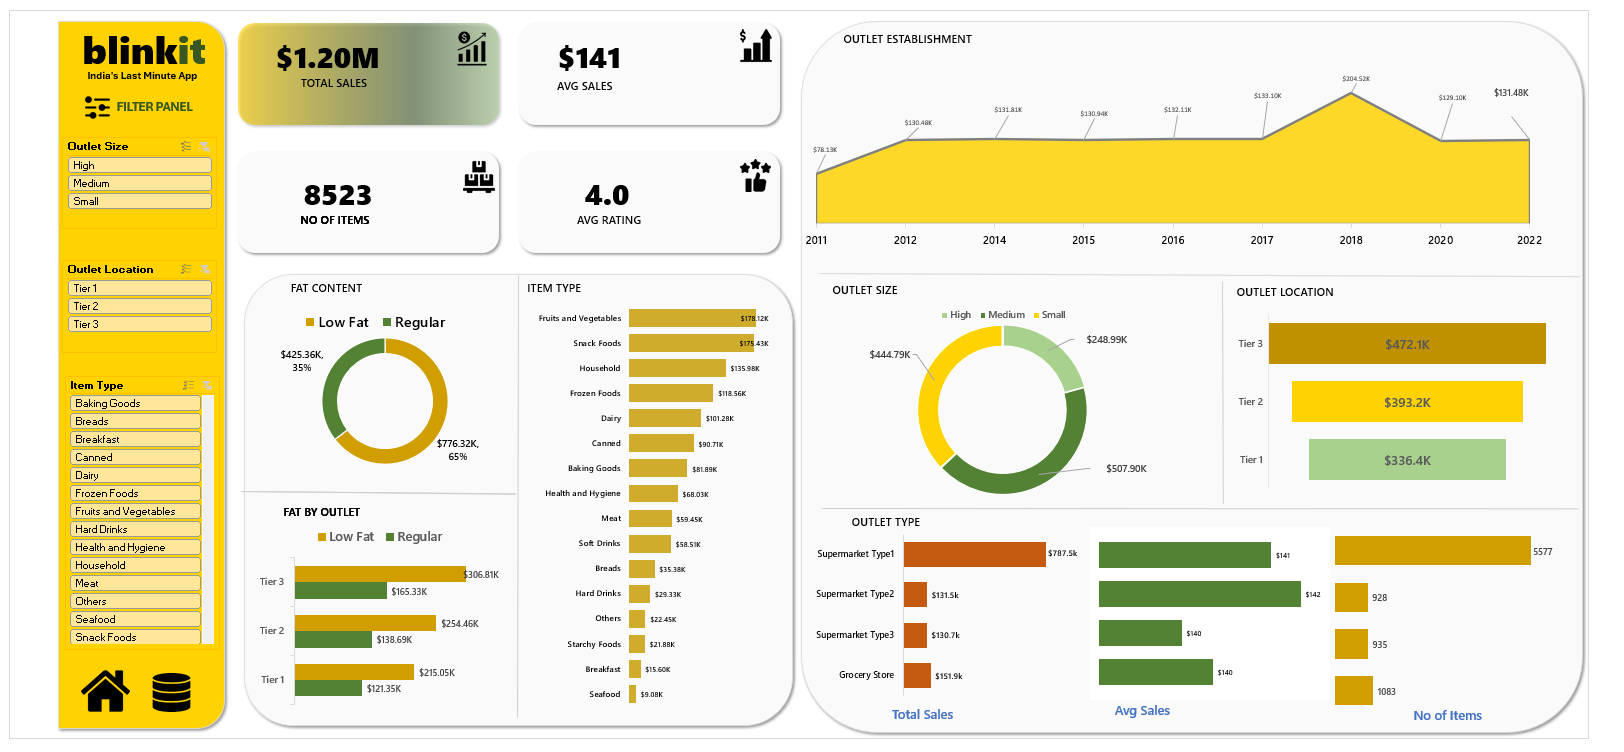 blinkit
India's Last Minute App
FILTER PANEL
Outlet Size
High
Medium
Small
Outlet Location
Tier 1
Tier 2
Tier 3
Item Type
Baking Goods
Breads
Breakfast
Canned
Dairy
Frozen Foods
Fruits and Vegetables
Hard Drinks
Health and Hygiene
Household
Meat
Others
Seafood
Snack Foods
$1.20M
TOTAL SALES
$141
AVG SALES
8523
NO OF ITEMS
4.0
AVG RATING
FAT CONTENT
Low Fat Regular
$425.36K,
35%
$776.32K,
65%
FAT BY OUTLET
Low Fat Regular
Tier 3 $306.81K
$165.33K
Tier 2 $254.46K
$138.69K
Tier 1 $215.05K
$121.35K
ITEM TYPE
Fruits and Vegetables $178.12K
Snack Foods $175.43K
Household $135.98K
Frozen Foods $118.56K
Dairy $101.28K
Canned $90.71K
Baking Goods $81.89K
Health and Hygiene $68.03K
Meat $59.45K
Soft Drinks $58.51K
Breads $35.38K
Hard Drinks $29.33K
Others $22.45K
Starchy Foods $21.88K
Breakfast $15.60K
Seafood $9.08K
OUTLET ESTABLISHMENT
$78.13K $130.48K $131.81K $130.94K $132.11K $133.10K $204.52K $129.10K $131.48K
2011 2012 2014 2015 2016 2017 2018 2020 2022
OUTLET SIZE
High Medium Small
$248.99K
$444.79K
$507.90K
OUTLET LOCATION
Tier 3 $472.1K
Tier 2 $393.2K
Tier 1 $336.4K
OUTLET TYPE
Supermarket Type1 $787.5k $141 5577
Supermarket Type2 $131.5k $142 928
Supermarket Type3 $130.7k $140 935
Grocery Store $151.9k $140 1083
Total Sales Avg Sales No of Items